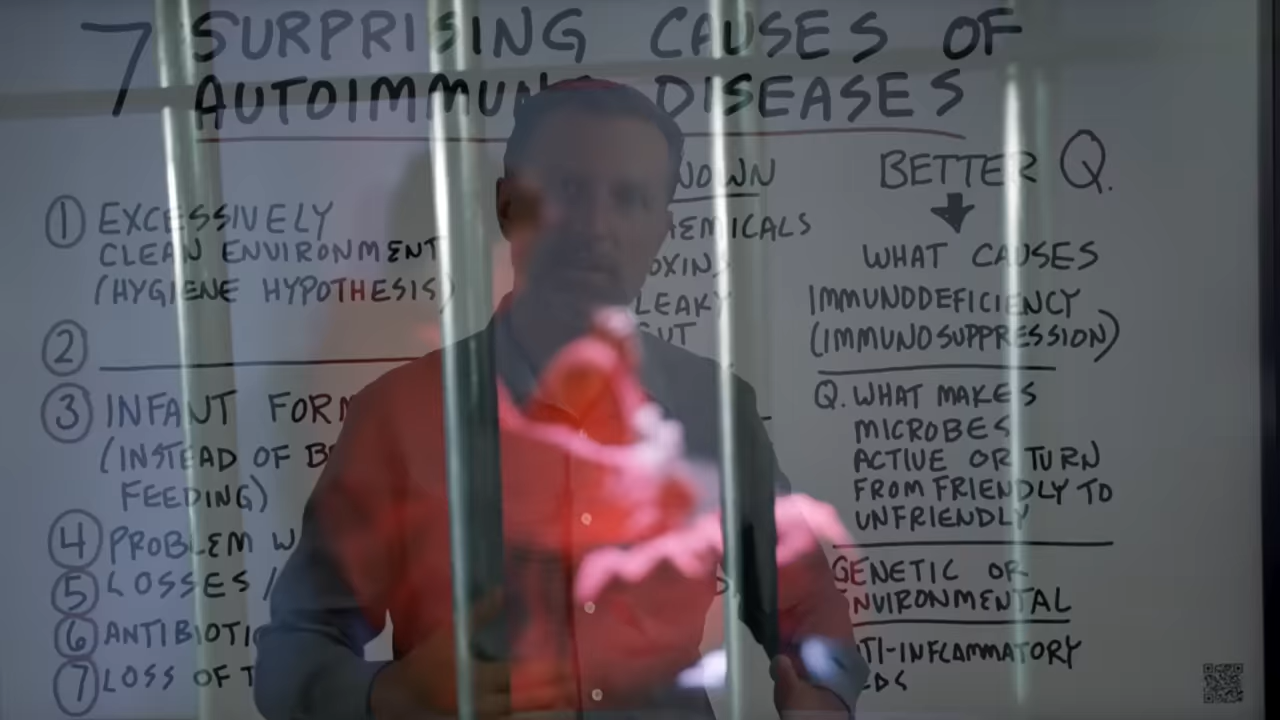 7 SURPRISING CAUSES OF
AUTOIMMUN DISEASES
① EXCESSIVELY
CLEAN ENVIRONMENT
(HYGIENE HYPOTHESIS)
②
③ INFANT FORM
(INSTEAD OF B
FEEDING)
④ PROBLEM W
⑤ LOSSES/
⑥ ANTIBIOTI
⑦ LOSS OF T
NOWN
HEMICALS
OXIN
LEAKY
GUT
BETTER Q.
WHAT CAUSES
IMMUNODEFICIENCY
(IMMUNOSUPPRESSION)
Q. WHAT MAKES
MICROBES
ACTIVE OR TURN
FROM FRIENDLY TO
UNFRIENDLY
GENETIC OR
ENVIRONMENTAL
TI-INFLAMMATORY